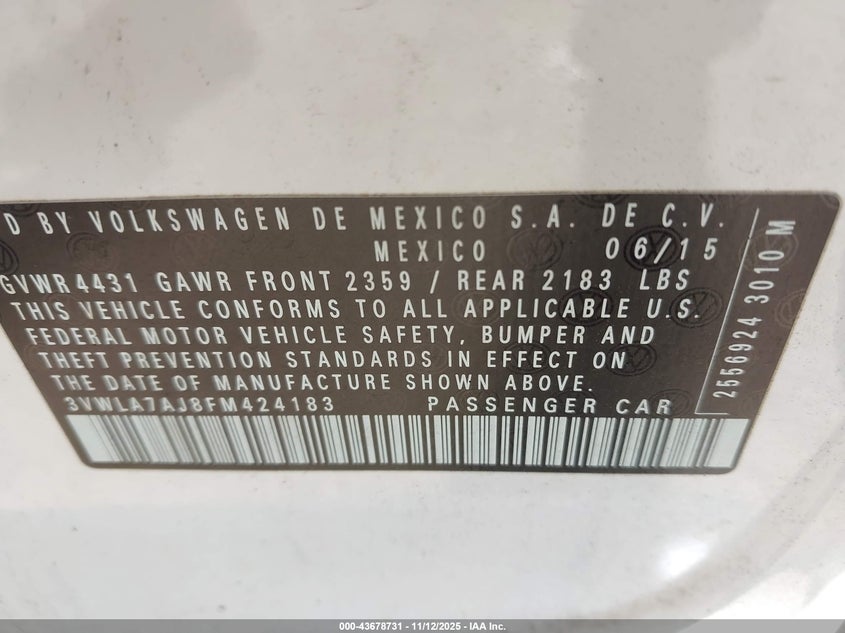 D BY VOLKSWAGEN DE MEXICO S.A. DE C.V.
MEXICO 06/15
GVWR4431 GAWR FRONT 2359 / REAR 2183 LBS
THIS VEHICLE CONFORMS TO ALL APPLICABLE U.S.
FEDERAL MOTOR VEHICLE SAFETY, BUMPER AND
THEFT PREVENTION STANDARDS IN EFFECT ON
THE DATE OF MANUFACTURE SHOWN ABOVE.
3VWLA7AJ8FM424183 PASSENGER CAR
2556924 3010 M
000-43678731 - 11/12/2025 - IAA Inc.